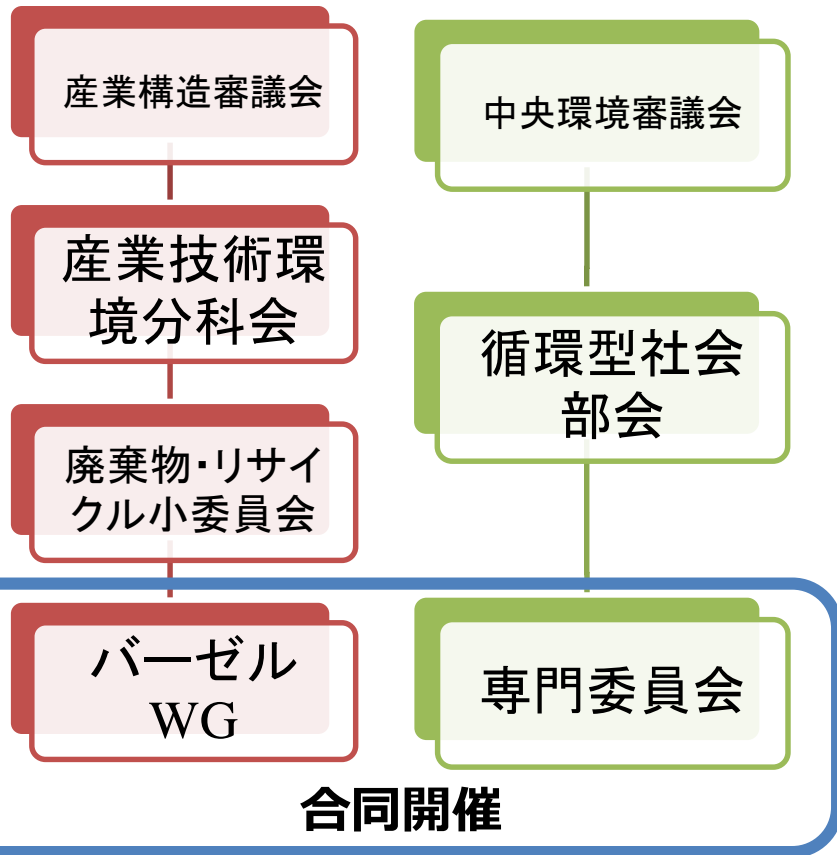 産業構造審議会
産業技術環
境分科会
廃棄物・リサイ
クル小委員会
バーゼル
WG
中央環境審議会
循環型社会
部会
専門委員会
合同開催